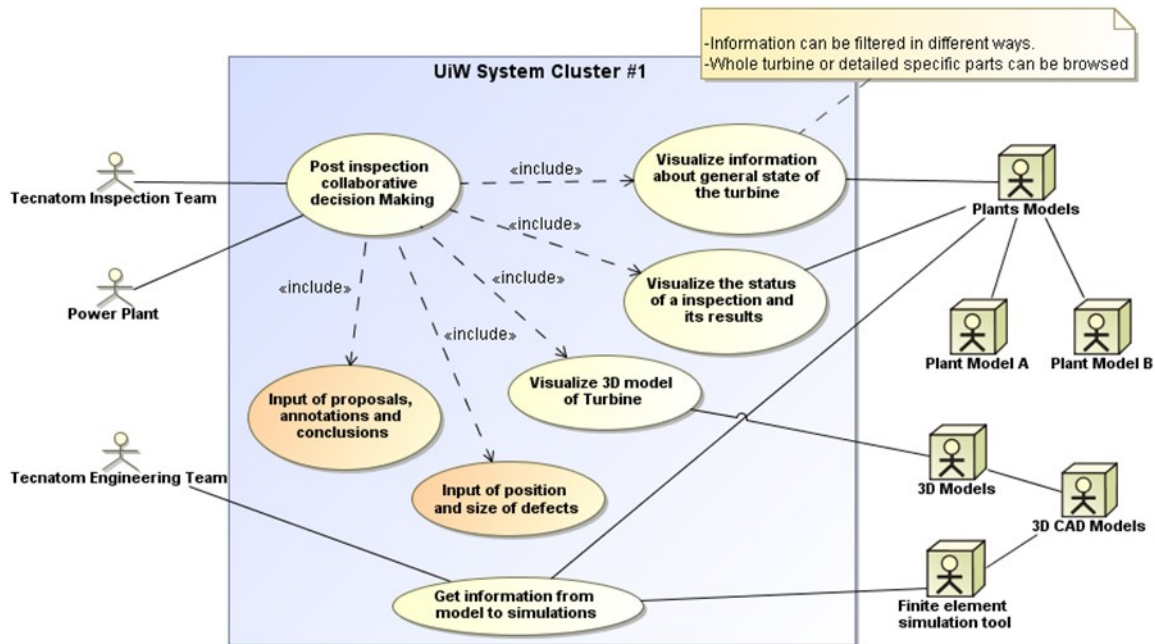 -Information can be filtered in different ways.
-Whole turbine or detailed specific parts can be browsed
UiW System Cluster #1
Post inspection
collaborative
decision Making
«include»
Visualize information
about general state of
the turbine
Tecnatom Inspection Team
Plants Models
«include»
«include»
Visualize the status
of a inspection and
its results
«include»
Power Plant
«include»
Plant Model A
Plant Model B
Visualize 3D model
of Turbine
Input of proposals,
annotations and
conclusions
Tecnatom Engineering Team
3D Models
Input of position
and size of defects
3D CAD Models
Get information from
model to simulations
Finite element
simulation tool